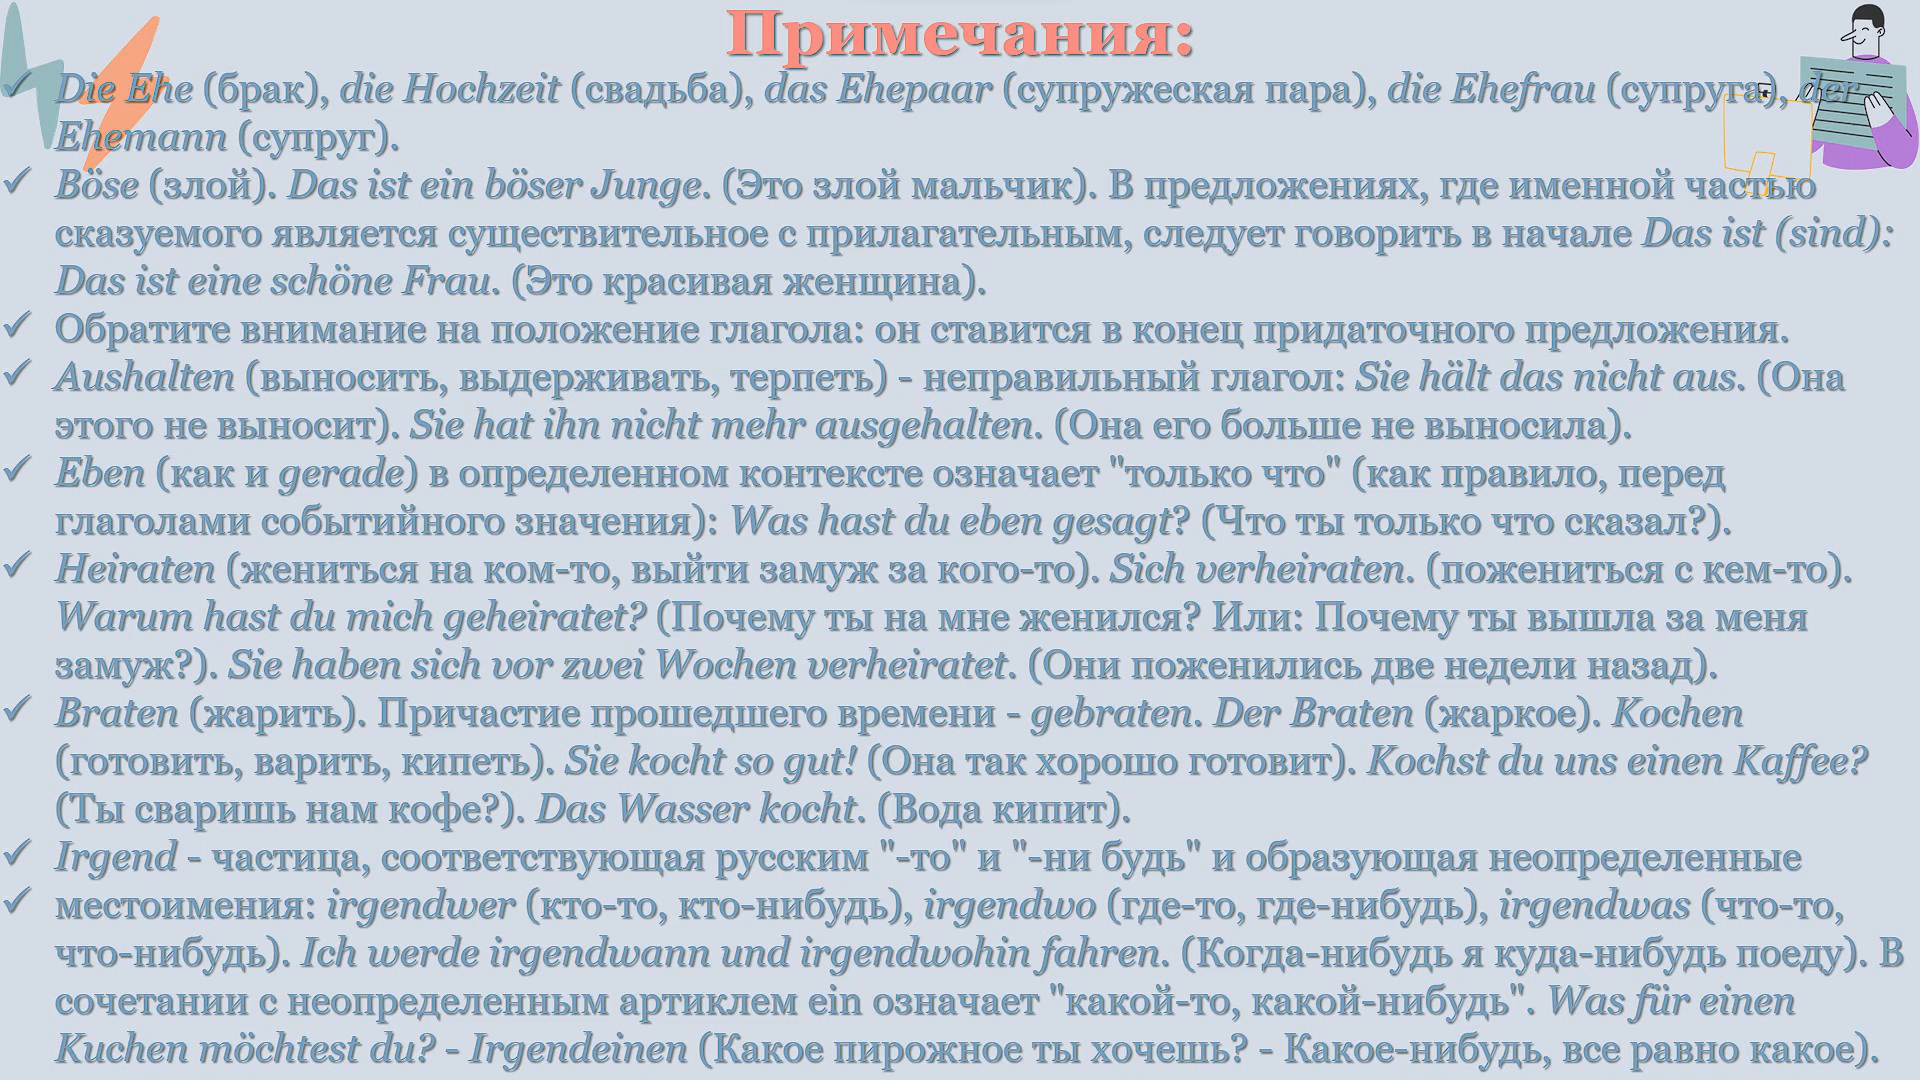 Примечания:
✓ Die Ehe (брак), die Hochzeit (свадьба), das Ehepaar (супружеская пара), die Ehefrau (супруга), der
Ehemann (супруг).
✓ Böse (злой). Das ist ein böser Junge. (Это злой мальчик). В предложениях, где именной частью
сказуемого является существительное с прилагательным, следует говорить в начале Das ist (sind):
Das ist eine schöne Frau. (Это красивая женщина).
✓ Обратите внимание на положение глагола: он ставится в конец придаточного предложения.
✓ Aushalten (выносить, выдерживать, терпеть) - неправильный глагол: Sie hält das nicht aus. (Она
этого не выносит). Sie hat ihn nicht mehr ausgehalten. (Она его больше не выносила).
✓ Eben (как и gerade) в определенном контексте означает "только что" (как правило, перед
глаголами событийного значения): Was hast du eben gesagt? (Что ты только что сказал?).
✓ Heiraten (жениться на ком-то, выйти замуж за кого-то). Sich verheiraten. (пожениться с кем-то).
Warum hast du mich geheiratet? (Почему ты на мне женился? Или: Почему ты вышла за меня
замуж?). Sie haben sich vor zwei Wochen verheiratet. (Они поженились две недели назад).
✓ Braten (жарить). Причастие прошедшего времени - gebraten. Der Braten (жаркое). Kochen
(готовить, варить, кипеть). Sie kocht so gut! (Она так хорошо готовит). Kochst du uns einen Kaffee?
(Ты сваришь нам кофе?). Das Wasser kocht. (Вода кипит).
✓ Irgend - частица, соответствующая русским "-то" и "-ни будь" и образующая неопределенные
✓ местоимения: irgendwer (кто-то, кто-нибудь), irgendwo (где-то, где-нибудь), irgendwas (что-то,
что-нибудь). Ich werde irgendwann und irgendwohin fahren. (Когда-нибудь я куда-нибудь поеду). В
сочетании с неопределенным артиклем ein означает "какой-то, какой-нибудь". Was für einen
Kuchen möchtest du? - Irgendeinen (Какое пирожное ты хочешь? - Какое-нибудь, все равно какое).